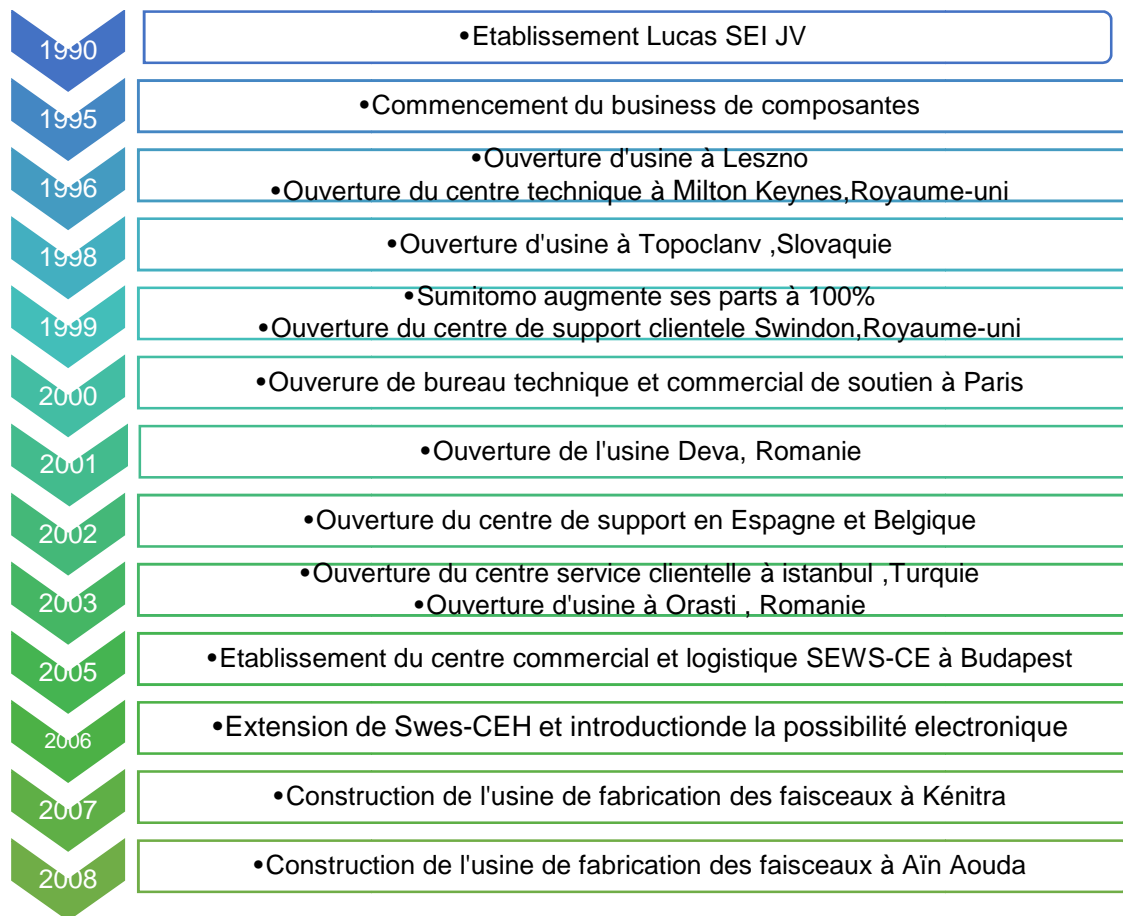 1990
•Etablissement Lucas SEI JV
1995
•Commencement du business de composantes
1996
•Ouverture d'usine à Leszno
•Ouverture du centre technique à Milton Keynes,Royaume-uni
1998
•Ouverture d'usine à Topoclanv ,Slovaquie
1999
•Sumitomo augmente ses parts à 100%
•Ouverture du centre de support clientele Swindon,Royaume-uni
2000
•Ouverure de bureau technique et commercial de soutien à Paris
2001
•Ouverture de l'usine Deva, Romanie
2002
•Ouverture du centre de support en Espagne et Belgique
2003
•Ouverture du centre service clientelle à istanbul ,Turquie
•Ouverture d'usine à Orasti , Romanie
2005
•Etablissement du centre commercial et logistique SEWS-CE à Budapest
2006
•Extension de Swes-CEH et introductionde la possibilité electronique
2007
•Construction de l'usine de fabrication des faisceaux à Kénitra
2008
•Construction de l'usine de fabrication des faisceaux à Aïn Aouda